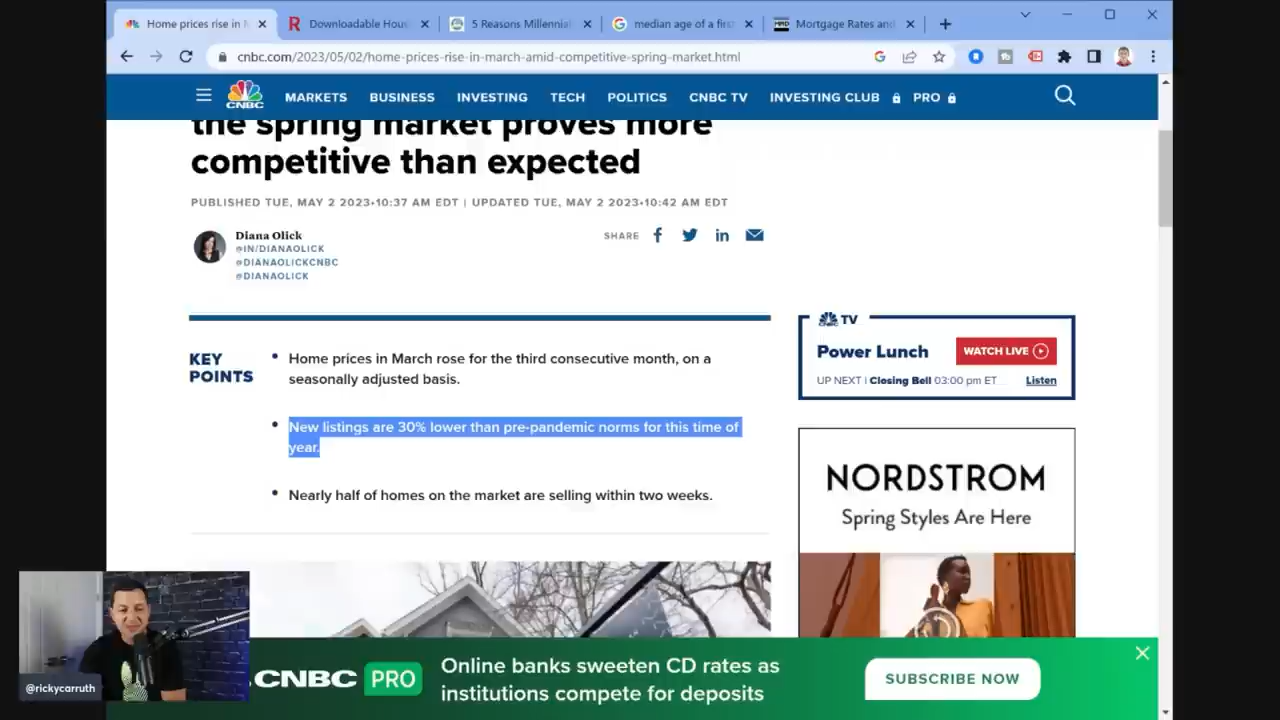 Home prices rise in M
Downloadable Hous
5 Reasons Millennia
median age of a firs
Mortgage Rates and
cnbc.com/2023/05/02/home-prices-rise-in-march-amid-competitive-spring-market.html
CNBC
MARKETS
BUSINESS
INVESTING
TECH
POLITICS
CNBC TV
INVESTING CLUB
PRO
the spring market proves more
competitive than expected
PUBLISHED TUE, MAY 2 2023•10:37 AM EDT | UPDATED TUE, MAY 2 2023•10:42 AM EDT
Diana Olick
@IN/DIANAOLICK
@DIANAOLICKCNBC
@DIANAOLICK
SHARE
KEY
POINTS
• Home prices in March rose for the third consecutive month, on a
seasonally adjusted basis.
• New listings are 30% lower than pre-pandemic norms for this time of
year.
• Nearly half of homes on the market are selling within two weeks.
TV
Power Lunch
WATCH LIVE
UP NEXT | Closing Bell 03:00 pm ET
Listen
NORDSTROM
Spring Styles Are Here
@rickycarruth
CNBC PRO
Online banks sweeten CD rates as
institutions compete for deposits
SUBSCRIBE NOW